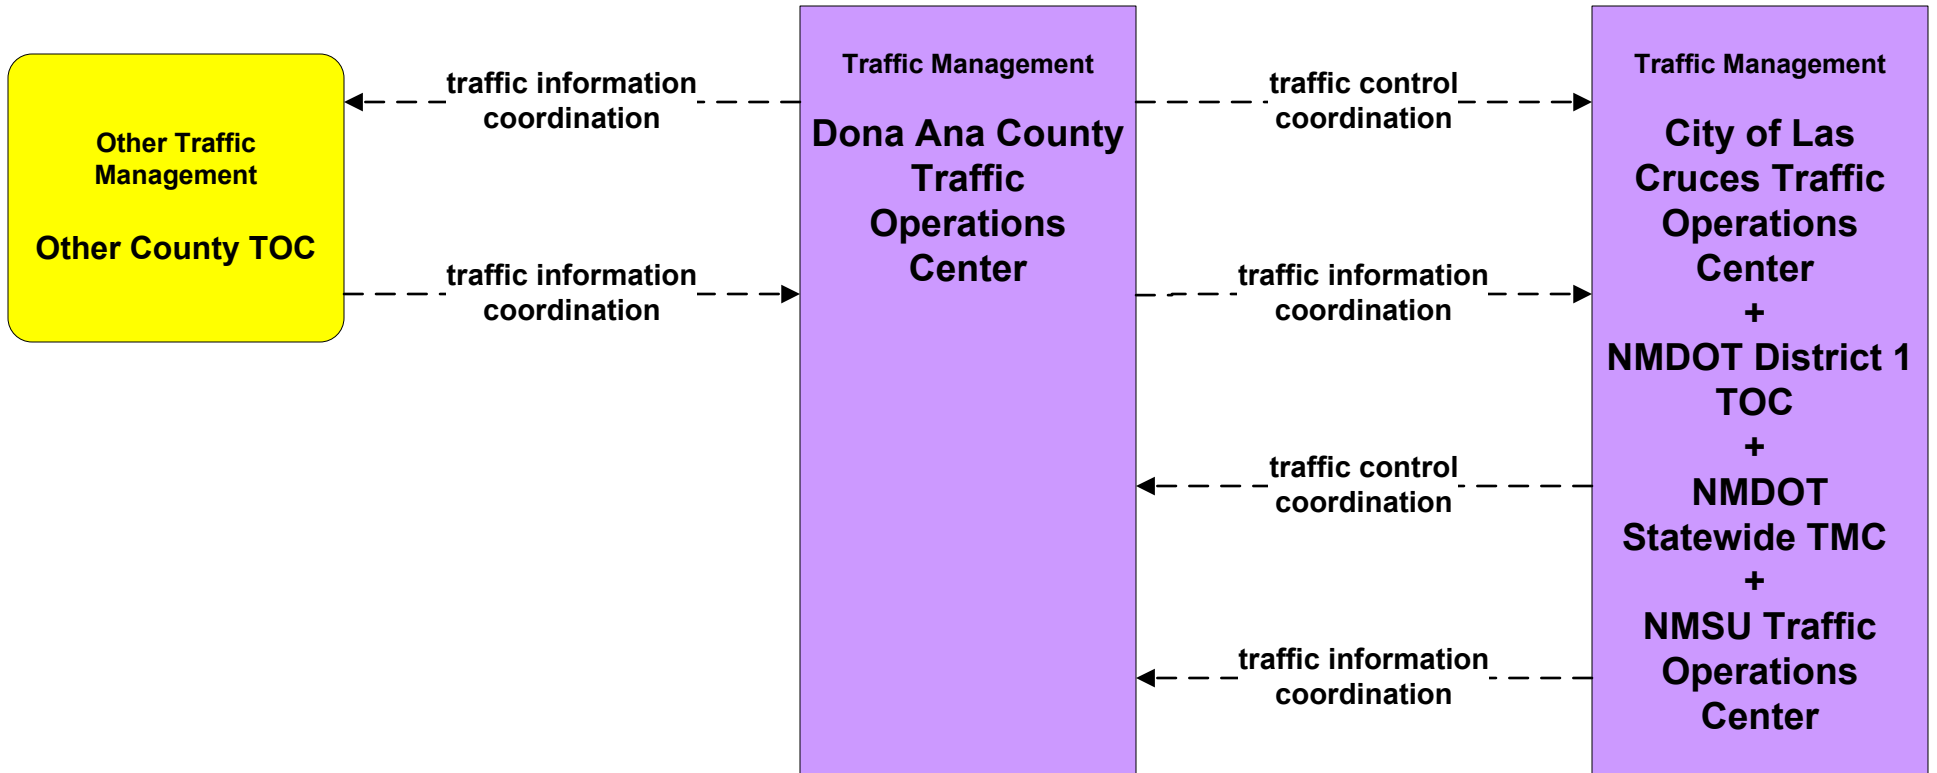 Other Traffic
Management
Other County TOC
traffic information
coordination
traffic information
coordination
Traffic Management
Dona Ana County
Traffic
Operations
Center
traffic control
coordination
traffic information
coordination
traffic control
coordination
traffic information
coordination
Traffic Management
City of Las
Cruces Traffic
Operations
Center
+
NMDOT District 1
TOC
+
NMDOT
Statewide TMC
+
NMSU Traffic
Operations
Center